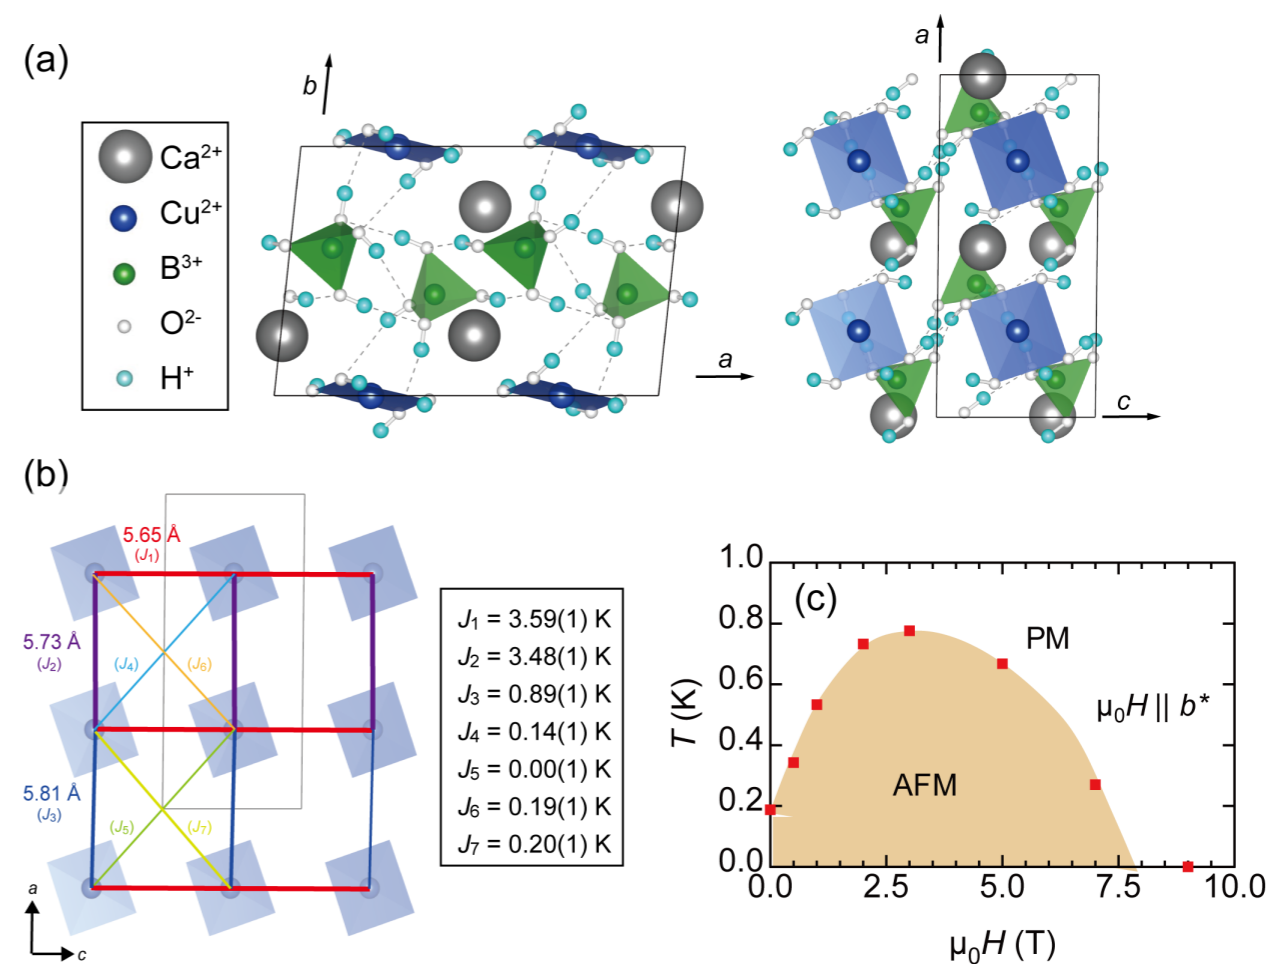 (a)
b
a
Ca2+
Cu2+
B3+
O2-
H+
a
c
(b)
5.65 Å
(J1)
5.73 Å
(J2)
(J4)
(J6)
5.81 Å
(J3)
(J5)
(J7)
a
c
J1 = 3.59(1) K
J2 = 3.48(1) K
J3 = 0.89(1) K
J4 = 0.14(1) K
J5 = 0.00(1) K
J6 = 0.19(1) K
J7 = 0.20(1) K
(c)
1.0
0.8
0.6
0.4
0.2
0.0
T (K)
PM
μ0H || b*
AFM
0.0 2.5 5.0 7.5 10.0
μ0H (T)